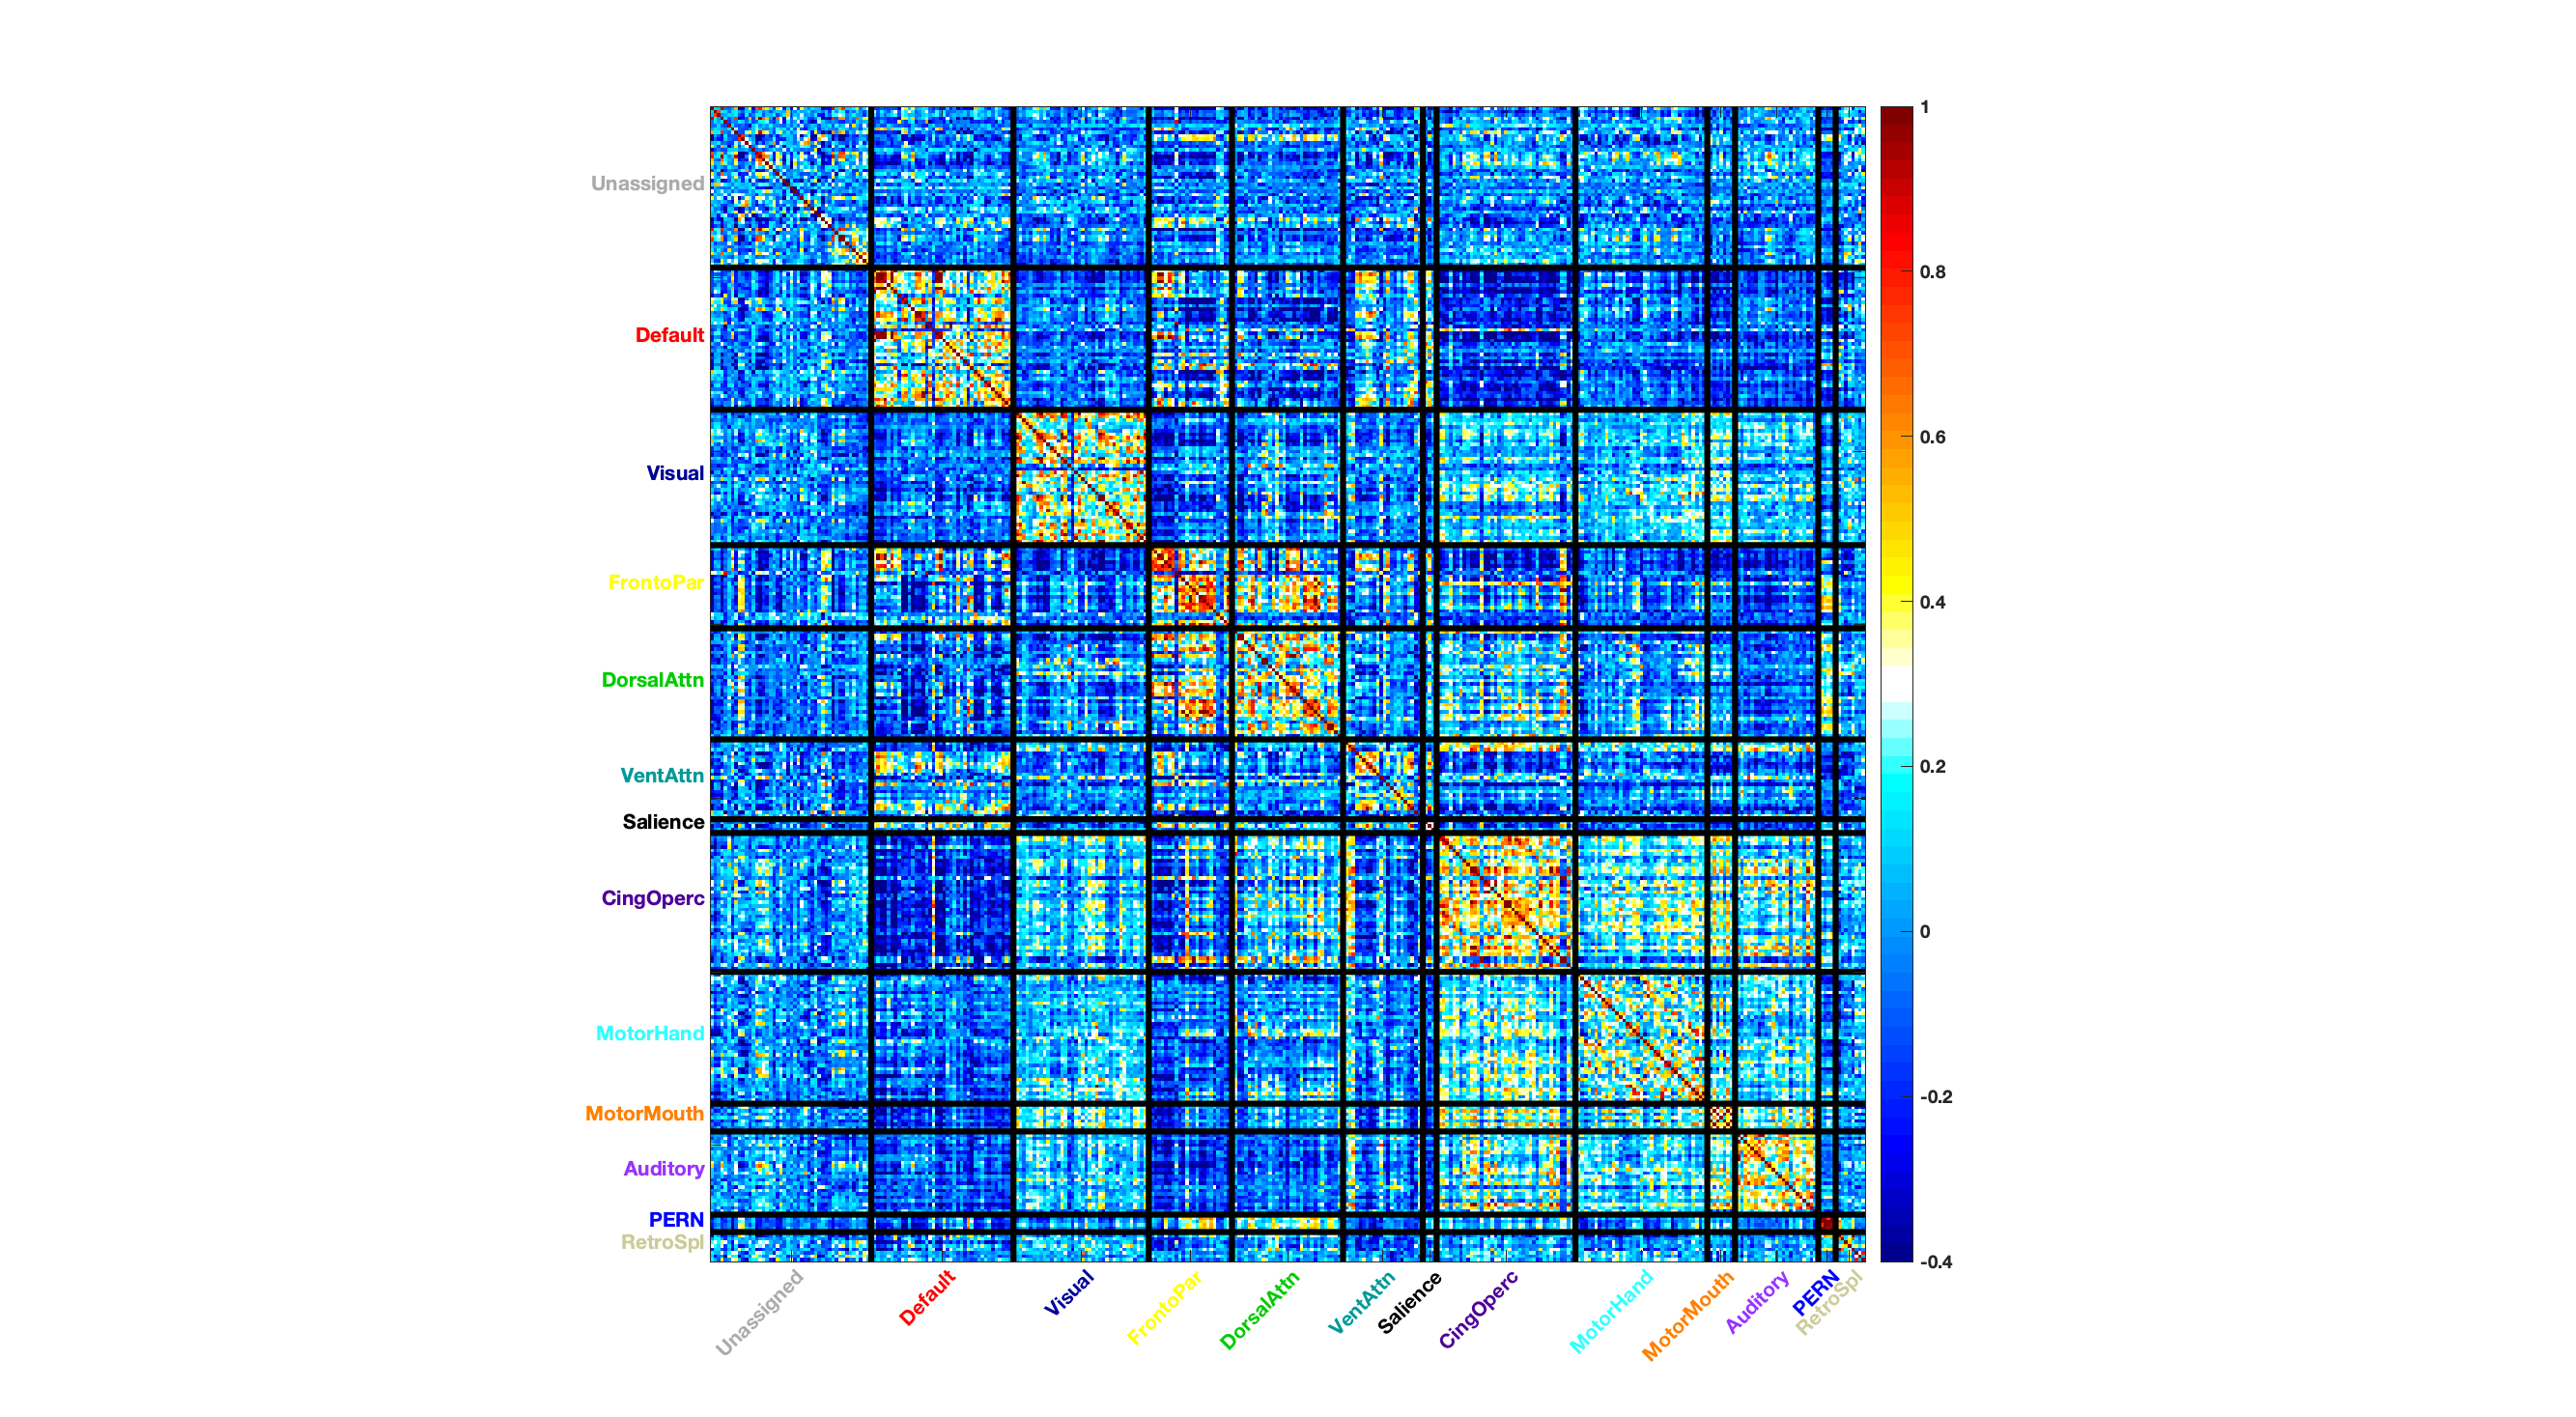 Unassigned
Default
Visual
FrontoPar
DorsalAttn
VentAttn
Salience
CingOperc
MotorHand
MotorMouth
Auditory
PERN
RetroSpl
Unassigned
Default
Visual
FrontoPar
DorsalAttn
VentAttn
Salience
CingOperc
MotorHand
MotorMouth
Auditory
PERN
RetroSpl
1
0.8
0.6
0.4
0.2
0
-0.2
-0.4